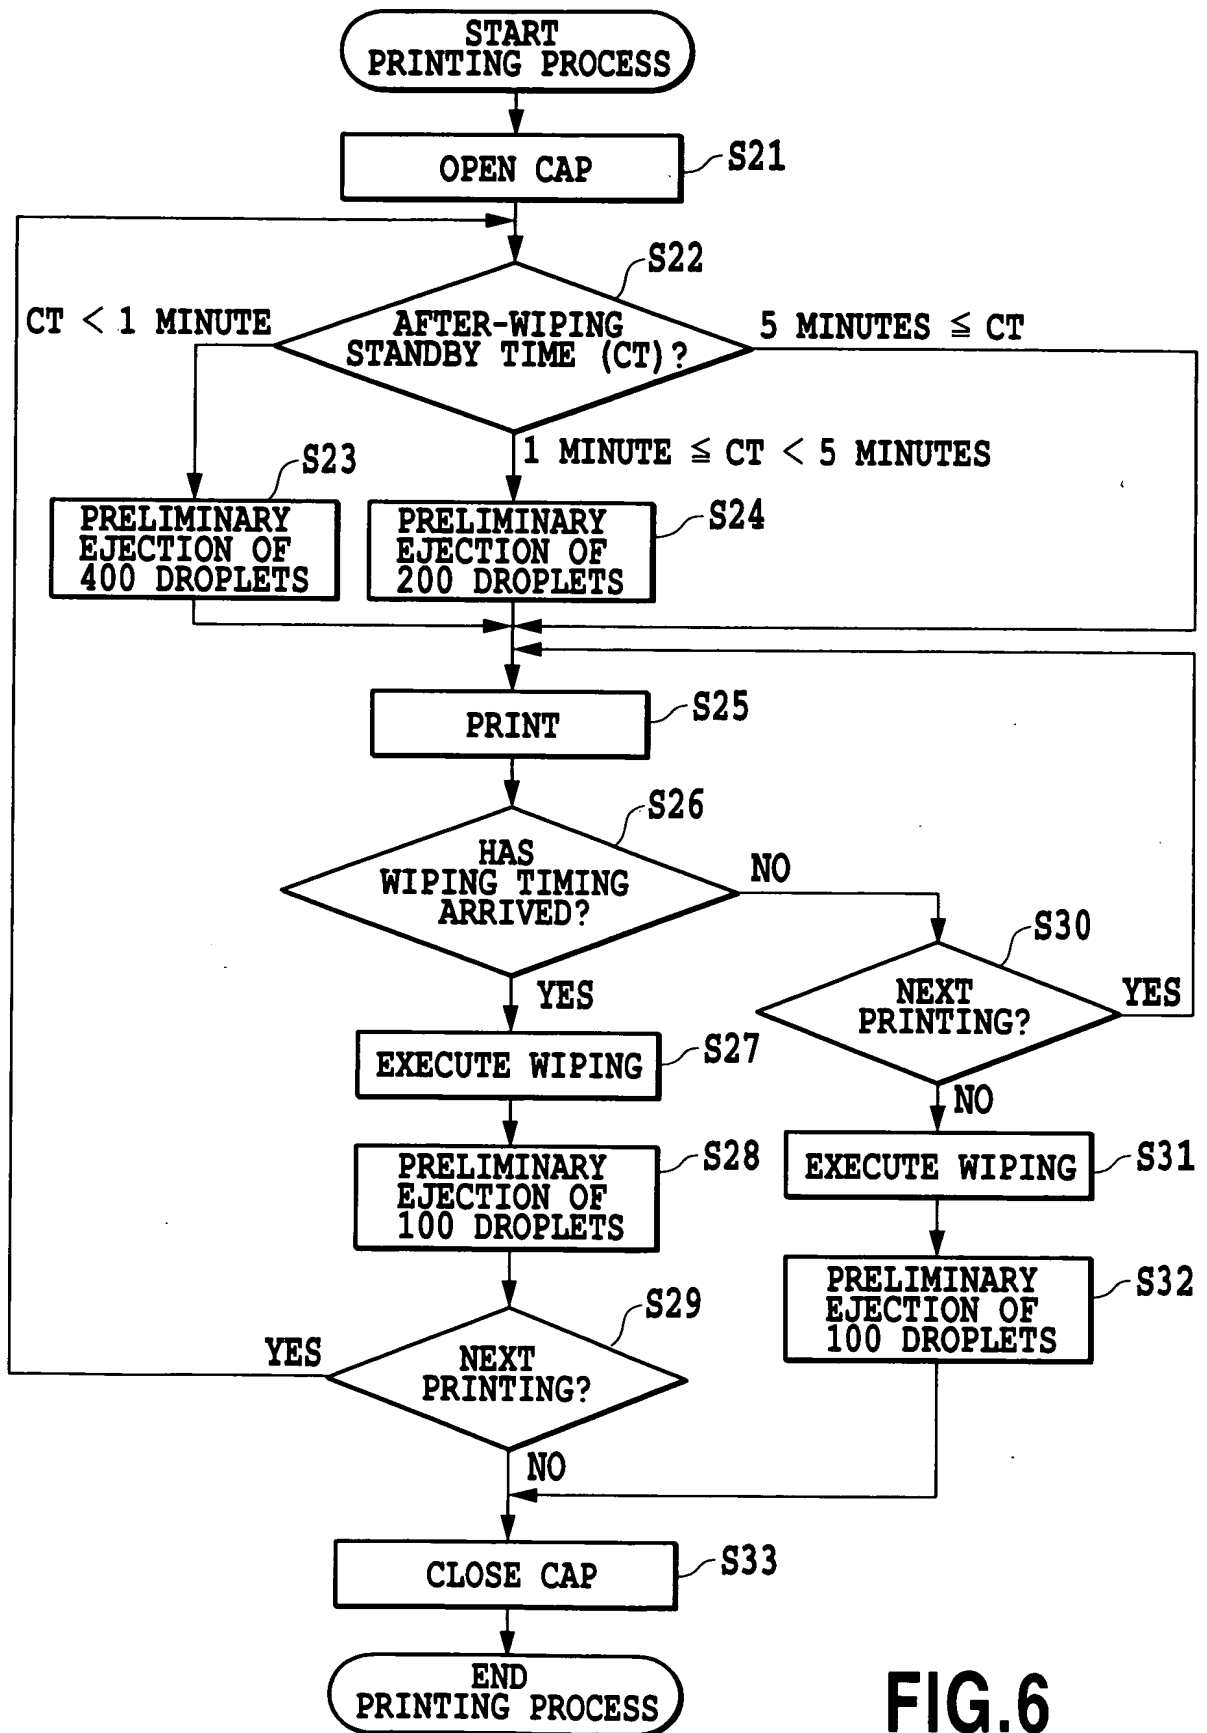 START
PRINTING PROCESS
OPEN CAP
S21
S22
CT < 1 MINUTE
AFTER-WIPING
STANDBY TIME (CT)?
5 MINUTES ≦ CT
1 MINUTE ≦ CT < 5 MINUTES
S23
PRELIMINARY
EJECTION OF
400 DROPLETS
S24
PRELIMINARY
EJECTION OF
200 DROPLETS
PRINT
S25
S26
HAS
WIPING TIMING
ARRIVED?
NO
YES
S30
NEXT
PRINTING?
YES
NO
EXECUTE WIPING
S27
PRELIMINARY
EJECTION OF
100 DROPLETS
S28
EXECUTE WIPING
S31
PRELIMINARY
EJECTION OF
100 DROPLETS
S32
S29
YES
NEXT
PRINTING?
NO
CLOSE CAP
S33
END
PRINTING PROCESS
FIG.6